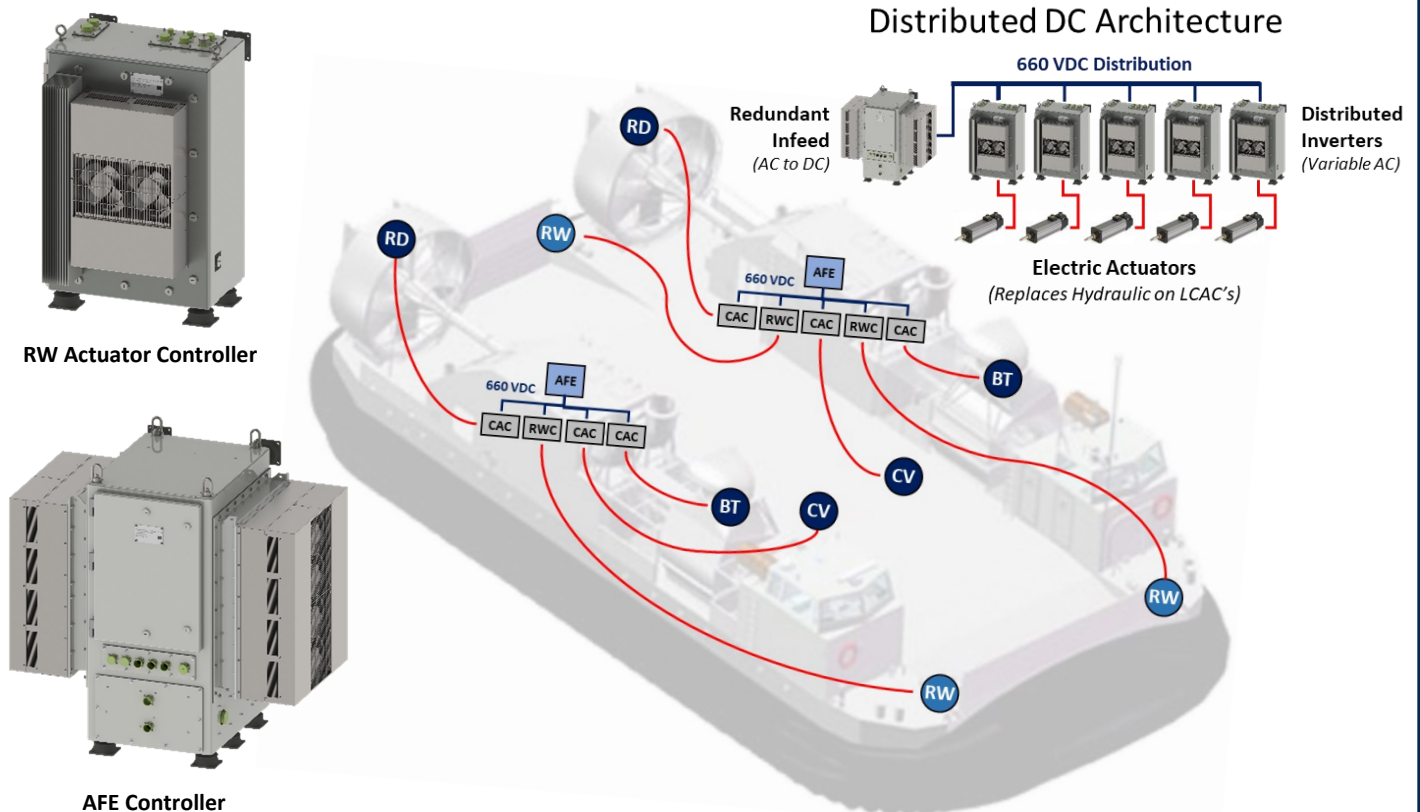 Distributed DC Architecture
660 VDC Distribution
Redundant
Infeed
(AC to DC)
Distributed
Inverters
(Variable AC)
Electric Actuators
(Replaces Hydraulic on LCAC's)
RW Actuator Controller
AFE Controller
RD
RW
RD
660 VDC
AFE
CAC
RWC
CAC
RWC
CAC
BT
CV
RW
660 VDC
AFE
CAC
RWC
CAC
CAC
BT
CV
RW